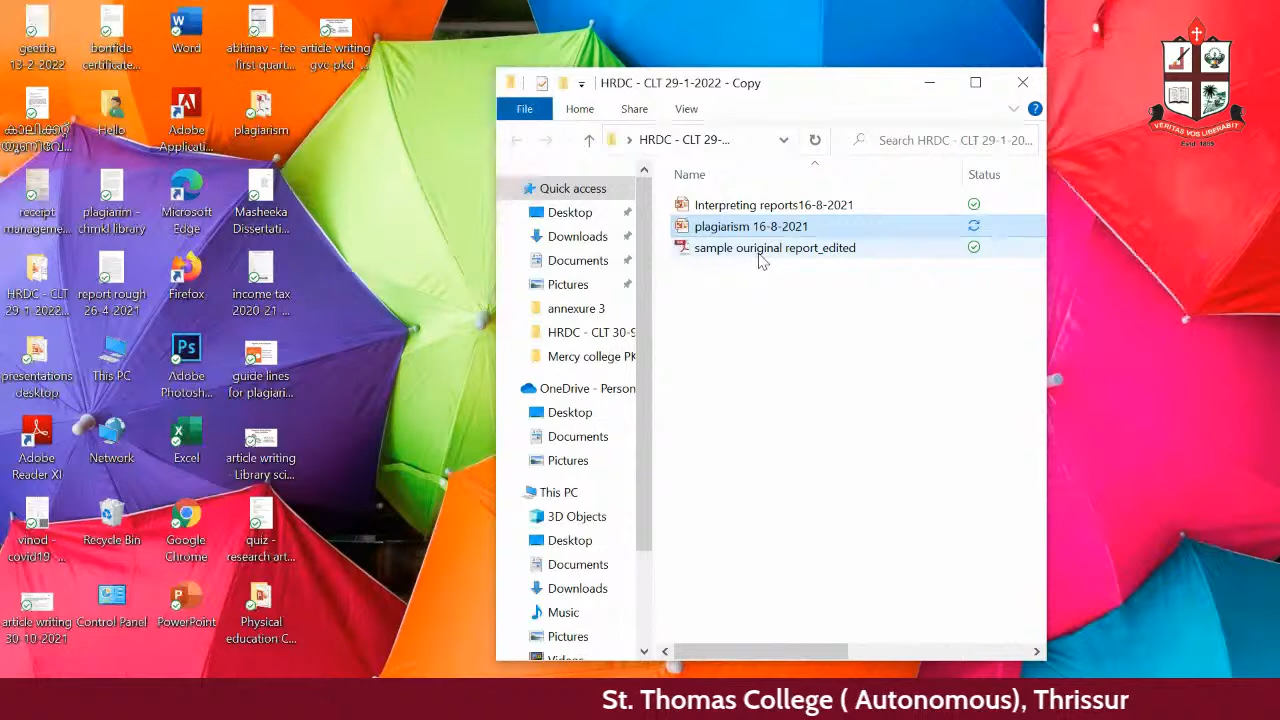 geetha
13-2-2022
bonfide
certificate...
Word
abhinav - fee
first quart...
article writing
gvc pkd -...
കാലിക്കറ്റ്
Hello
Adobe
Applicati...
plagiarism
receipt
manageme...
plagiarim -
chmkl library
Microsoft
Edge
Masheeka
Dissertati...
HRDC - CLT
29-1-2022...
report rough
26-4-2021
Firefox
income tax
2020-21 ...
presentations
desktop
This PC
Adobe
Photosh...
guide lines
for plagiari...
Adobe
Reader XI
Network
Excel
article writing
- Library sci...
vinod -
covid19 -...
Recycle Bin
Google
Chrome
quiz -
research art...
article writing
30-10-2021
Control Panel
PowerPoint
Physical
education C...
HRDC - CLT 29-1-2022 - Copy
File Home Share View
HRDC - CLT 29-...
Search HRDC - CLT 29-1-20...
Quick access
Desktop
Downloads
Documents
Pictures
annexure 3
HRDC - CLT 30-9
Mercy college PK
OneDrive - Person
Desktop
Documents
Pictures
This PC
3D Objects
Desktop
Documents
Downloads
Music
Pictures
Videos
Name Status
Interpreting reports16-8-2021
plagiarism 16-8-2021
sample ouriginal report_edited
VERITAS VOS LIBERABIT
Estd. 1889
St. Thomas College ( Autonomous), Thrissur